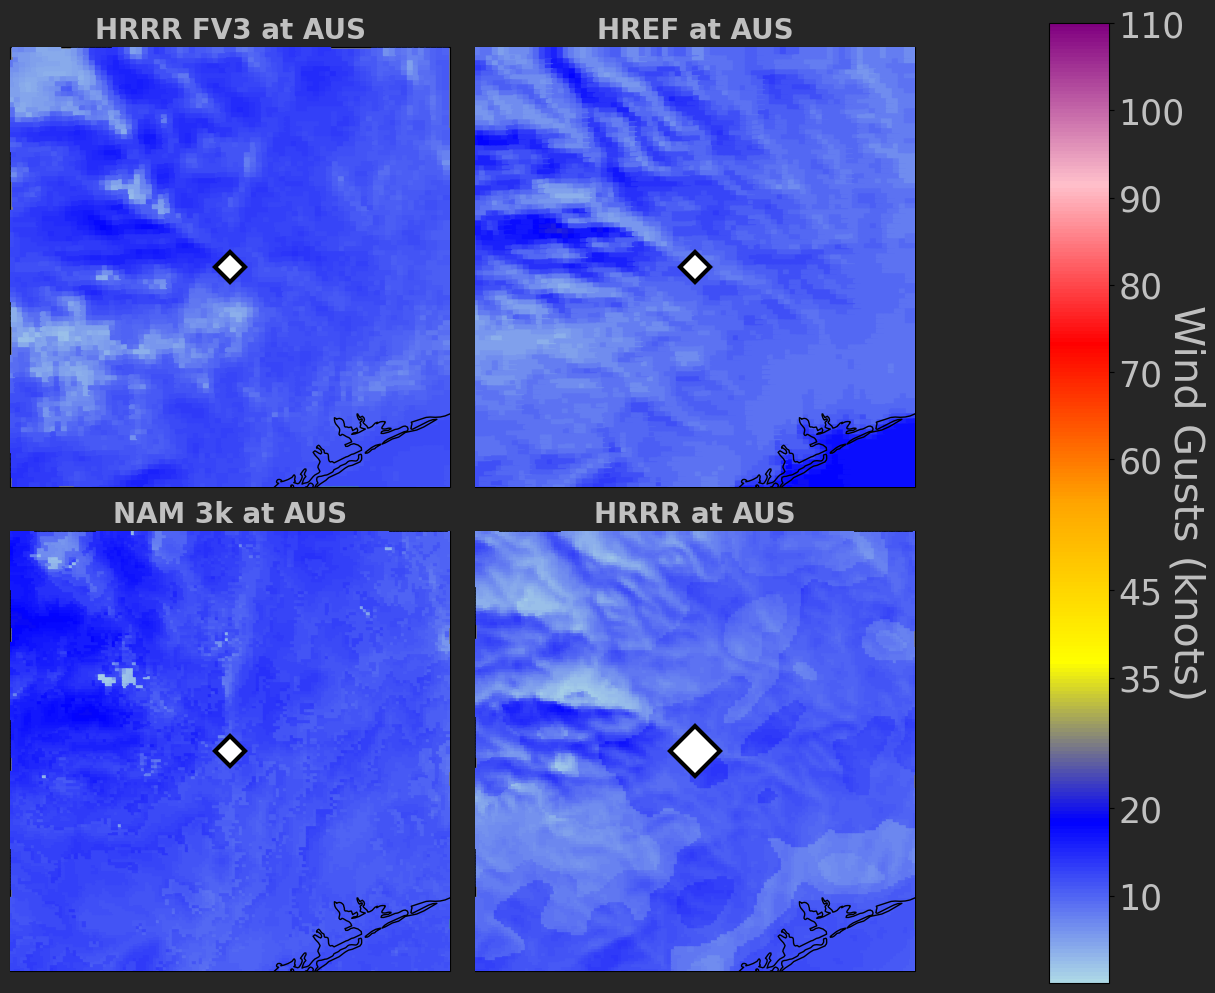 HRRR FV3 at AUS
HREF at AUS
NAM 3k at AUS
HRRR at AUS
110
100
90
80
70
60
45
35
20
10
Wind Gusts (knots)